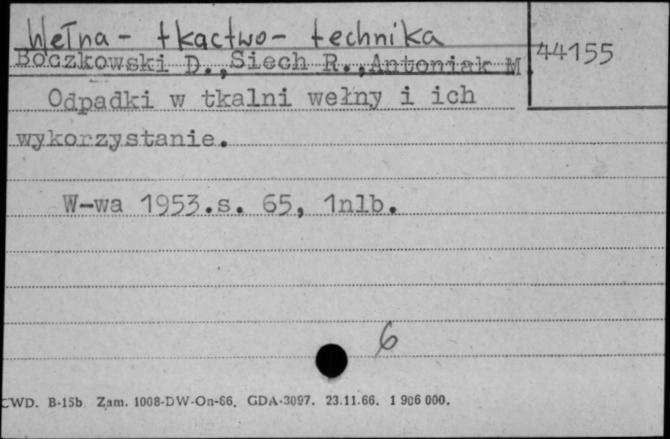 Wełna - tkactwo - technika
44155
Boczkowski D., Siech R., Antoniak M
Odpadki w tkalni wełny i ich
wykorzystanie.
W-wa 1953.s. 65, 1nlb.
6
CWD. B-15b Zam. 1008-DW-On-66. GDA-3097. 23.11.66. 1 906 000.